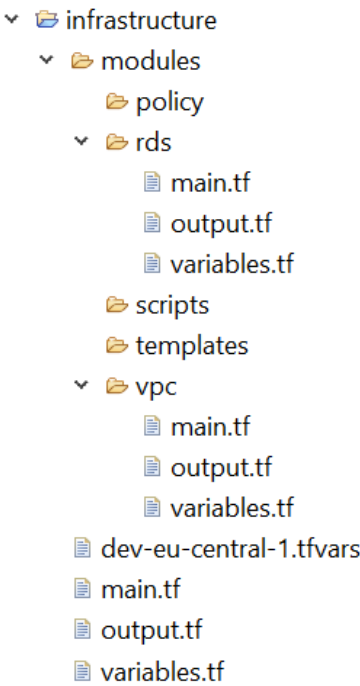 infrastructure
modules
policy
rds
main.tf
output.tf
variables.tf
scripts
templates
vpc
main.tf
output.tf
variables.tf
dev-eu-central-1.tfvars
main.tf
output.tf
variables.tf